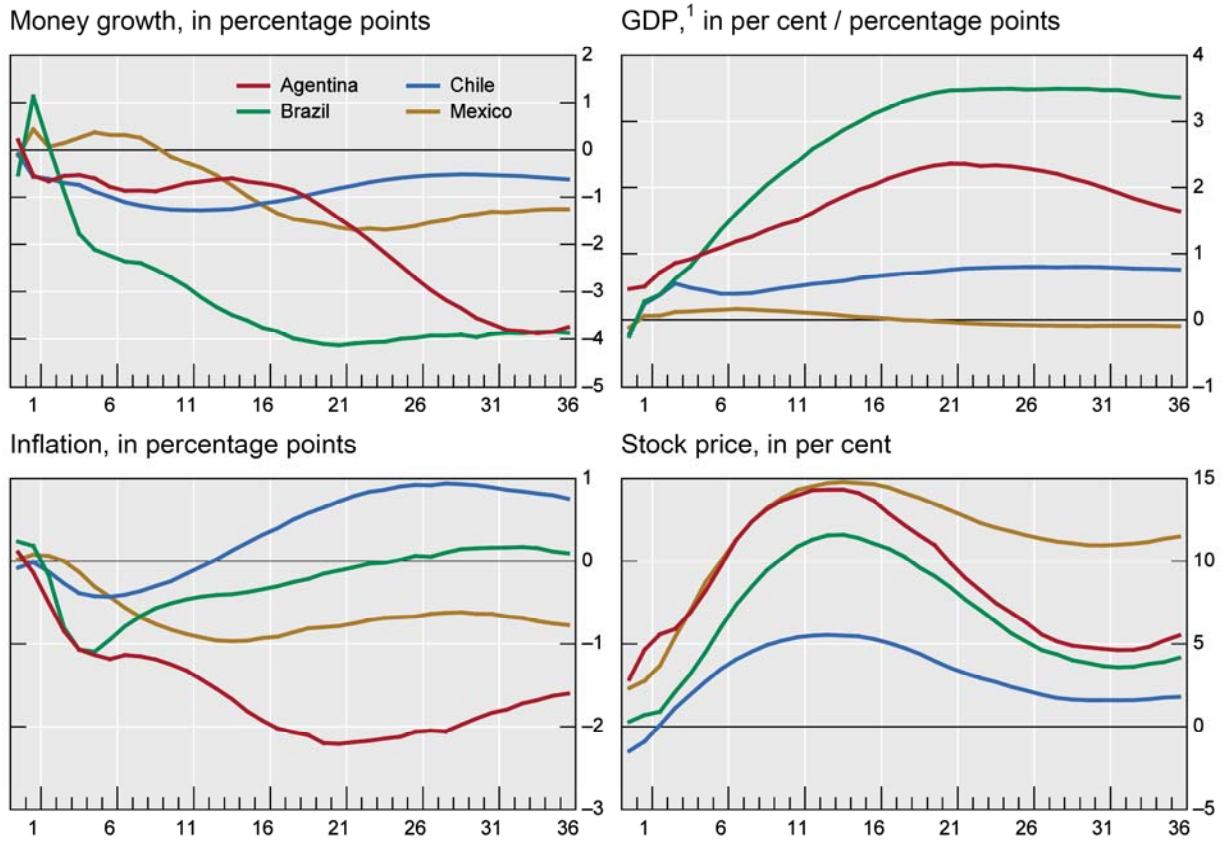 Money growth, in percentage points
2
1
0
–1
–2
–3
–4
–5
Agentina
Chile
Brazil
Mexico
1 6 11 16 21 26 31 36
GDP,¹ in per cent / percentage points
4
3
2
1
0
–1
1 6 11 16 21 26 31 36
Inflation, in percentage points
1
0
–1
–2
–3
1 6 11 16 21 26 31 36
Stock price, in per cent
15
10
5
0
–5
1 6 11 16 21 26 31 36